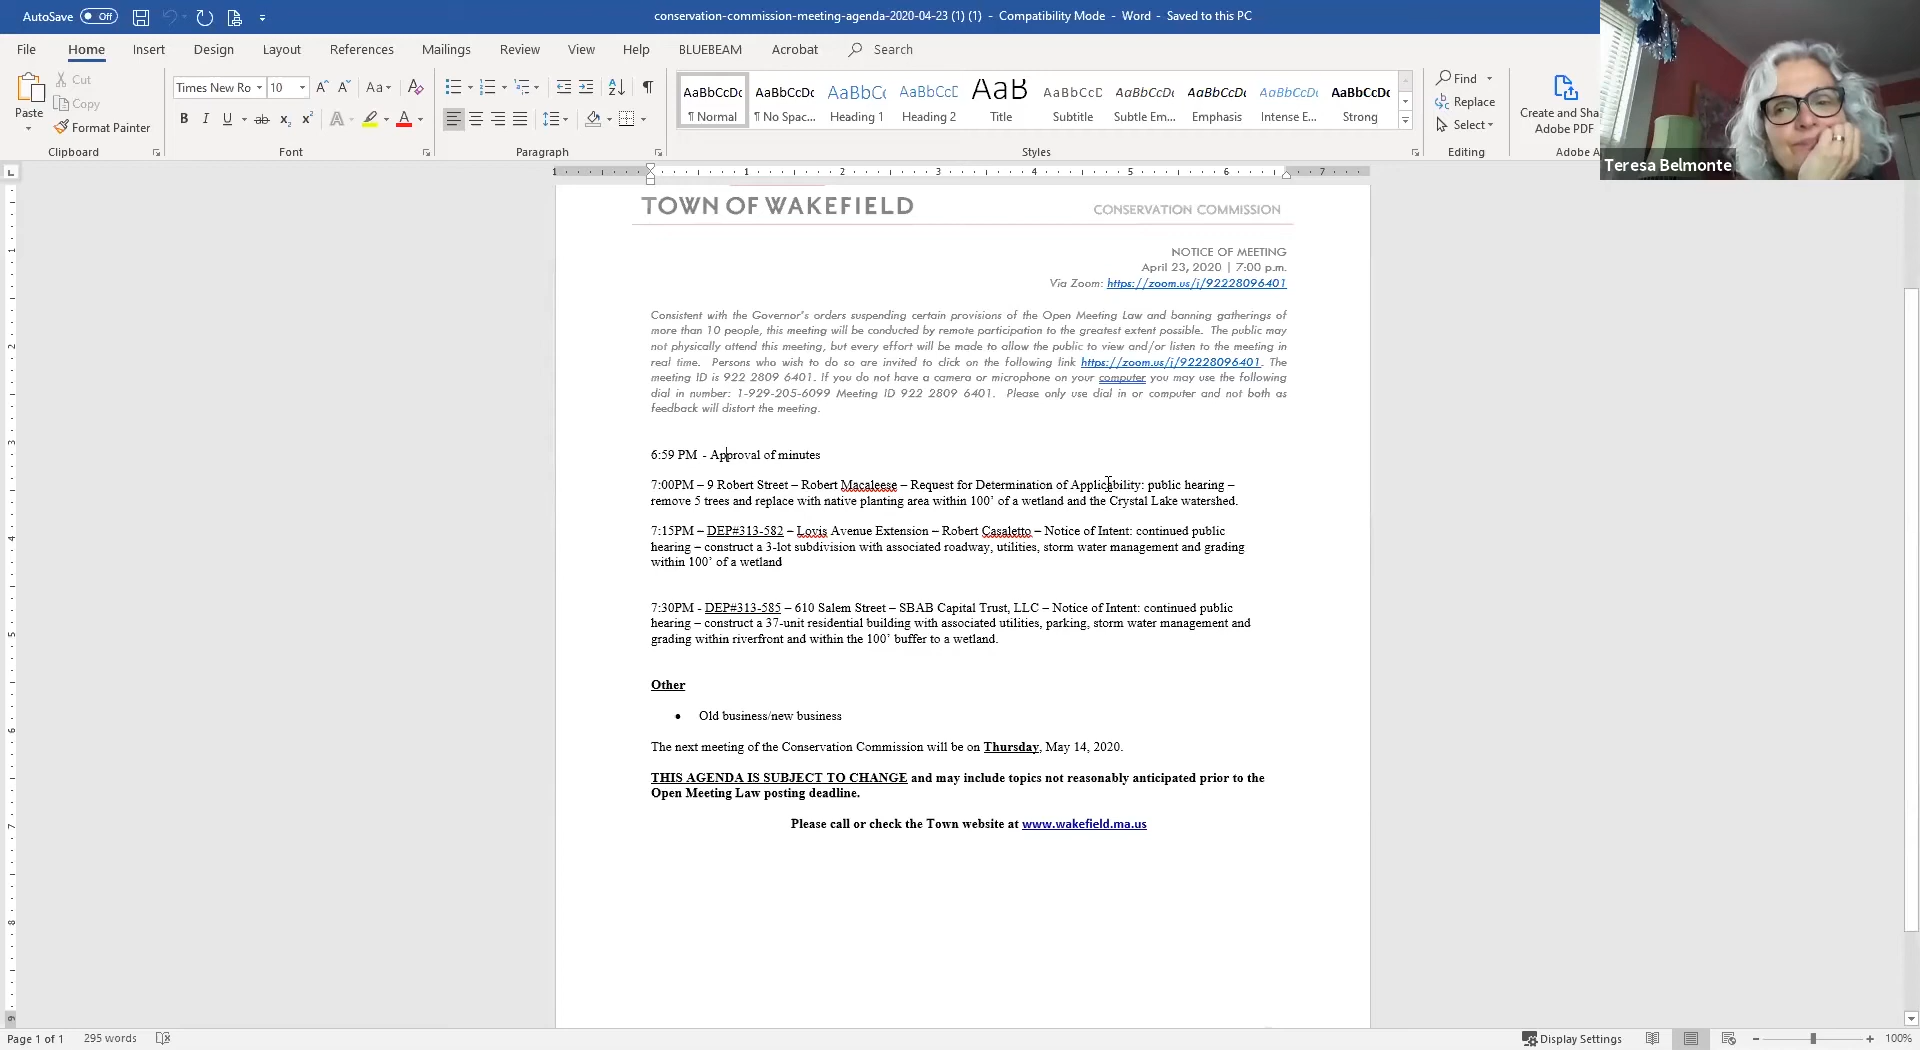 AutoSave Off conservation-commission-meeting-agenda-2020-04-23 (1) (1) - Compatibility Mode - Word - Saved to this PC
File Home Insert Design Layout References Mailings Review View Help BLUEBEAM Acrobat Search
Paste
Cut
Copy
Format Painter
Clipboard
Times New Ro 10
Font
Paragraph
AaBbCcDc AaBbCcDc AaBbCc AaBbCcD AaB AaBbCcD AaBbCcDc AaBbCcDc AaBbCcDc AaBbCcDc
¶ Normal ¶ No Spac... Heading 1 Heading 2 Title Subtitle Subtle Em... Emphasis Intense E... Strong
Styles
Find
Replace
Select
Editing
Create and Sha
Adobe PDF
Adobe A
Teresa Belmonte
TOWN OF WAKEFIELD CONSERVATION COMMISSION
NOTICE OF MEETING
April 23, 2020 | 7:00 p.m.
Via Zoom: https://zoom.us/j/92228096401
Consistent with the Governor's orders suspending certain provisions of the Open Meeting Law and banning gatherings of
more than 10 people, this meeting will be conducted by remote participation to the greatest extent possible. The public may
not physically attend this meeting, but every effort will be made to allow the public to view and/or listen to the meeting in
real time. Persons who wish to do so are invited to click on the following link https://zoom.us/j/92228096401. The
meeting ID is 922 2809 6401. If you do not have a camera or microphone on your computer you may use the following
dial in number: 1-929-205-6099 Meeting ID 922 2809 6401. Please only use dial in or computer and not both as
feedback will distort the meeting.
6:59 PM - Approval of minutes
7:00PM – 9 Robert Street – Robert Macaleese – Request for Determination of Applicability: public hearing –
remove 5 trees and replace with native planting area within 100' of a wetland and the Crystal Lake watershed.
7:15PM – DEP#313-582 – Lovis Avenue Extension – Robert Casaletto – Notice of Intent: continued public
hearing – construct a 3-lot subdivision with associated roadway, utilities, storm water management and grading
within 100' of a wetland
7:30PM - DEP#313-585 – 610 Salem Street – SBAB Capital Trust, LLC – Notice of Intent: continued public
hearing – construct a 37-unit residential building with associated utilities, parking, storm water management and
grading within riverfront and within the 100' buffer to a wetland.
Other
• Old business/new business
The next meeting of the Conservation Commission will be on Thursday, May 14, 2020.
THIS AGENDA IS SUBJECT TO CHANGE and may include topics not reasonably anticipated prior to the
Open Meeting Law posting deadline.
Please call or check the Town website at www.wakefield.ma.us
Page 1 of 1 295 words Display Settings 100%